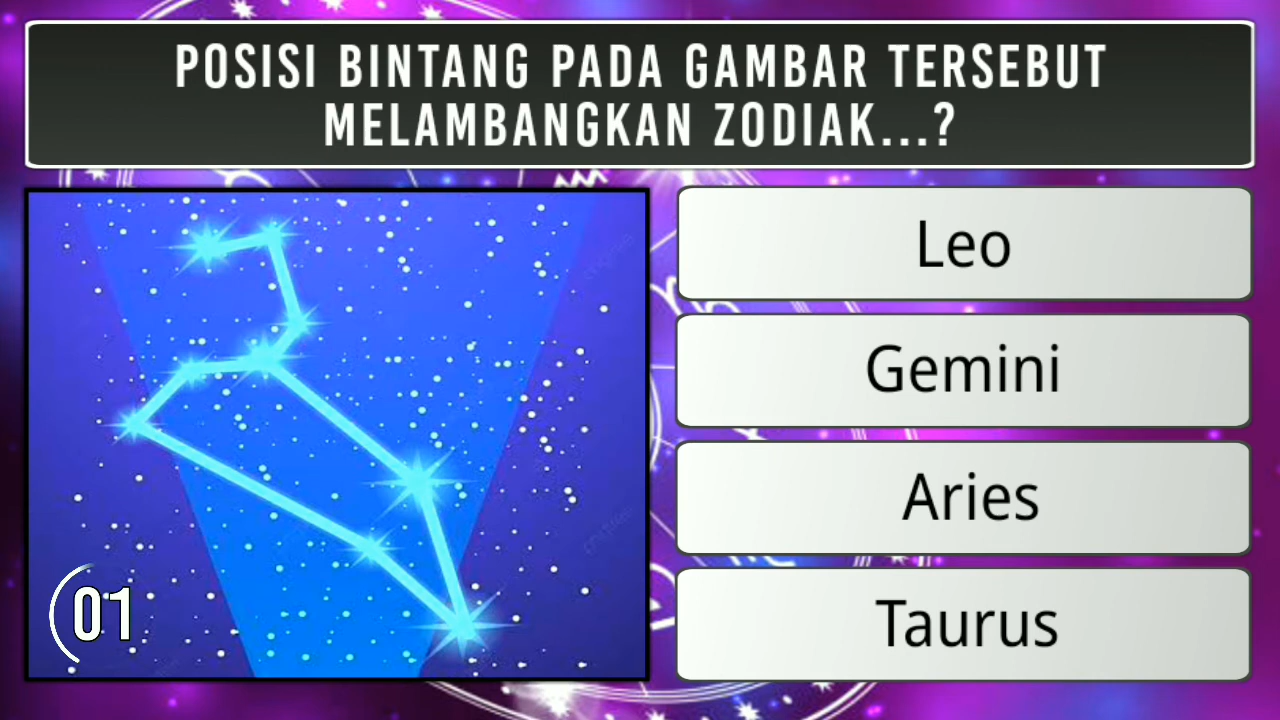 POSISI BINTANG PADA GAMBAR TERSEBUT
MELAMBANGKAN ZODIAK...?
Leo
Gemini
Aries
Taurus
01